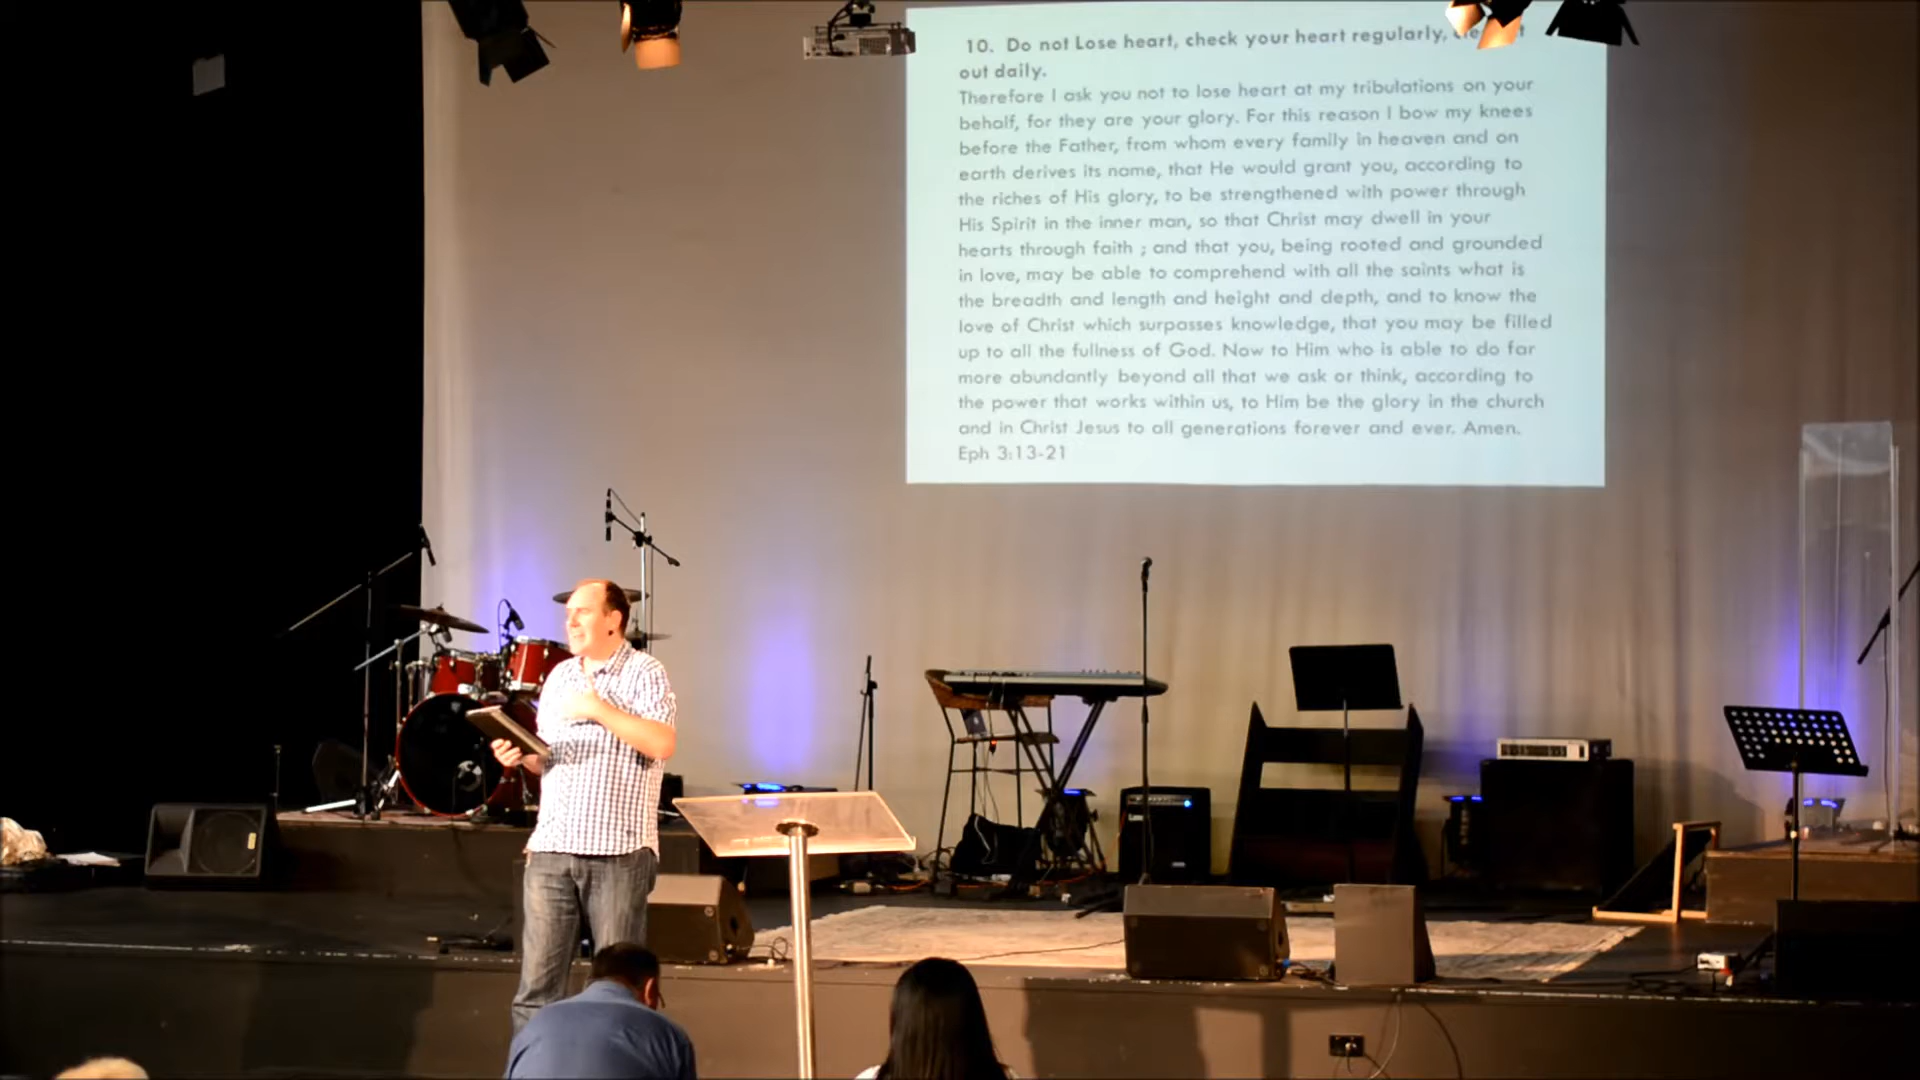 10. Do not Lose heart, check your heart regularly,
out daily.
Therefore I ask you not to lose heart at my tribulations on your
behalf, for they are your glory. For this reason I bow my knees
before the Father, from whom every family in heaven and on
earth derives its name, that He would grant you, according to
the riches of His glory, to be strengthened with power through
His Spirit in the inner man, so that Christ may dwell in your
hearts through faith ; and that you, being rooted and grounded
in love, may be able to comprehend with all the saints what is
the breadth and length and height and depth, and to know the
love of Christ which surpasses knowledge, that you may be filled
up to all the fullness of God. Now to Him who is able to do far
more abundantly beyond all that we ask or think, according to
the power that works within us, to Him be the glory in the church
and in Christ Jesus to all generations forever and ever. Amen.
Eph 3:13-21